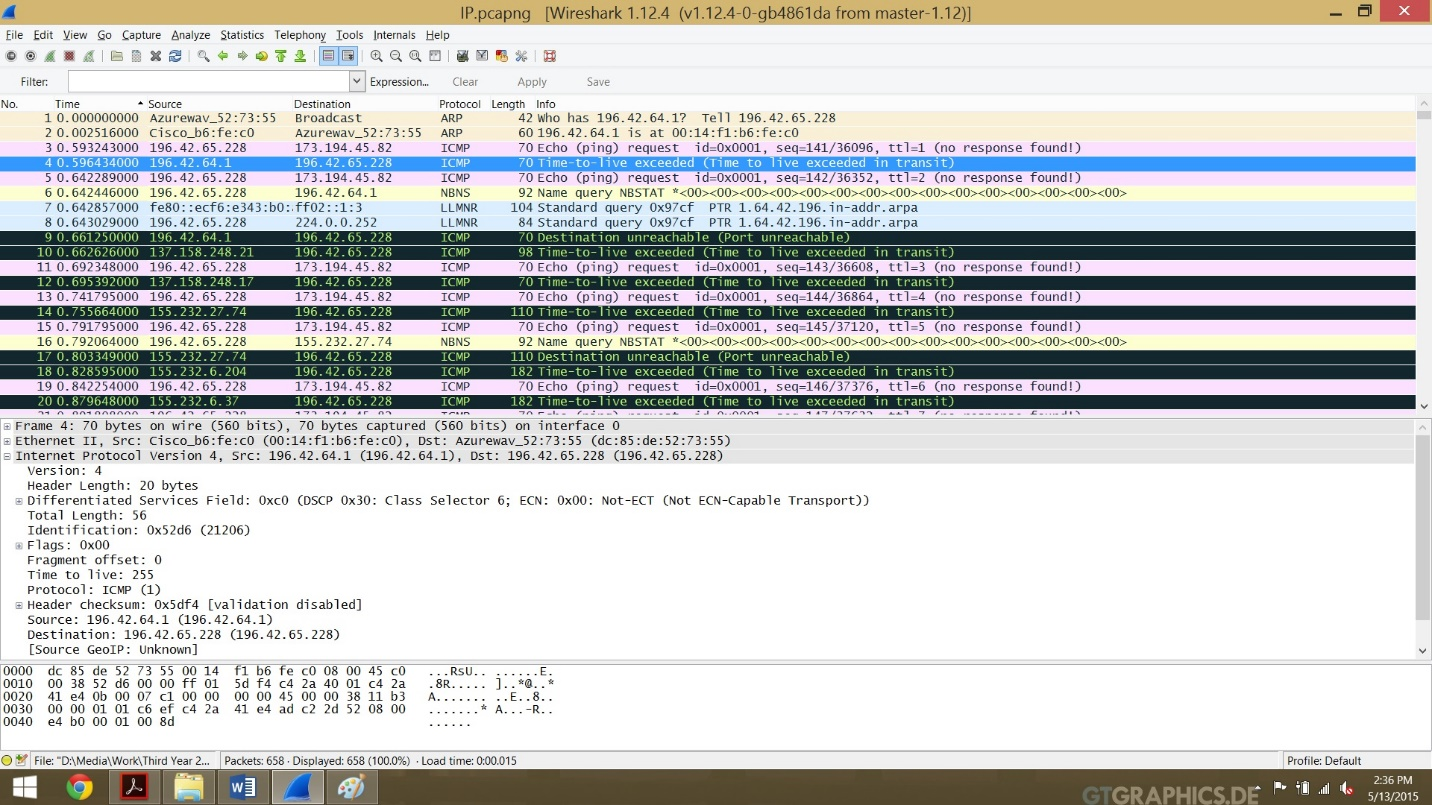 IP.pcapng [Wireshark 1.12.4 (v1.12.4-0-gb4861da from master-1.12)]
File Edit View Go Capture Analyze Statistics Telephony Tools Internals Help
Filter: Expression... Clear Apply Save
No. Time Source Destination Protocol Length Info
1 0.000000000 Azurewav_52:73:55 Broadcast ARP 42 Who has 196.42.64.1? Tell 196.42.65.228
2 0.002516000 Cisco_b6:fe:c0 Azurewav_52:73:55 ARP 60 196.42.64.1 is at 00:14:f1:b6:fe:c0
3 0.593243000 196.42.65.228 173.194.45.82 ICMP 70 Echo (ping) request id=0x0001, seq=141/36096, ttl=1 (no response found!)
4 0.596434000 196.42.64.1 196.42.65.228 ICMP 70 Time-to-live exceeded (Time to live exceeded in transit)
5 0.642289000 196.42.65.228 173.194.45.82 ICMP 70 Echo (ping) request id=0x0001, seq=142/36352, ttl=2 (no response found!)
6 0.642446000 196.42.65.228 196.42.64.1 NBNS 92 Name query NBSTAT *<00><00><00><00><00><00><00><00><00><00><00><00><00><00><00>
7 0.642857000 fe80::ecf6:e343:b0: ff02::1:3 LLMNR 104 Standard query 0x97cf PTR 1.64.42.196.in-addr.arpa
8 0.643029000 196.42.65.228 224.0.0.252 LLMNR 84 Standard query 0x97cf PTR 1.64.42.196.in-addr.arpa
9 0.661250000 196.42.64.1 196.42.65.228 ICMP 70 Destination unreachable (Port unreachable)
10 0.662626000 137.158.248.21 196.42.65.228 ICMP 98 Time-to-live exceeded (Time to live exceeded in transit)
11 0.692348000 196.42.65.228 173.194.45.82 ICMP 70 Echo (ping) request id=0x0001, seq=143/36608, ttl=3 (no response found!)
12 0.695392000 137.158.248.17 196.42.65.228 ICMP 70 Time-to-live exceeded (Time to live exceeded in transit)
13 0.741795000 196.42.65.228 173.194.45.82 ICMP 70 Echo (ping) request id=0x0001, seq=144/36864, ttl=4 (no response found!)
14 0.755664000 155.232.27.74 196.42.65.228 ICMP 110 Time-to-live exceeded (Time to live exceeded in transit)
15 0.791795000 196.42.65.228 173.194.45.82 ICMP 70 Echo (ping) request id=0x0001, seq=145/37120, ttl=5 (no response found!)
16 0.792064000 196.42.65.228 155.232.27.74 NBNS 92 Name query NBSTAT *<00><00><00><00><00><00><00><00><00><00><00><00><00><00><00>
17 0.803349000 155.232.27.74 196.42.65.228 ICMP 110 Destination unreachable (Port unreachable)
18 0.828595000 155.232.6.204 196.42.65.228 ICMP 182 Time-to-live exceeded (Time to live exceeded in transit)
19 0.842254000 196.42.65.228 173.194.45.82 ICMP 70 Echo (ping) request id=0x0001, seq=146/37376, ttl=6 (no response found!)
20 0.879648000 155.232.6.37 196.42.65.228 ICMP 182 Time-to-live exceeded (Time to live exceeded in transit)
Frame 4: 70 bytes on wire (560 bits), 70 bytes captured (560 bits) on interface 0
Ethernet II, Src: Cisco_b6:fe:c0 (00:14:f1:b6:fe:c0), Dst: Azurewav_52:73:55 (dc:85:de:52:73:55)
Internet Protocol Version 4, Src: 196.42.64.1 (196.42.64.1), Dst: 196.42.65.228 (196.42.65.228)
Version: 4
Header Length: 20 bytes
Differentiated Services Field: 0xc0 (DSCP 0x30: Class Selector 6; ECN: 0x00: Not-ECT (Not ECN-Capable Transport))
Total Length: 56
Identification: 0x52d6 (21206)
Flags: 0x00
Fragment offset: 0
Time to live: 255
Protocol: ICMP (1)
Header checksum: 0x5df4 [validation disabled]
Source: 196.42.64.1 (196.42.64.1)
Destination: 196.42.65.228 (196.42.65.228)
[Source GeoIP: Unknown]
0000 dc 85 de 52 73 55 00 14 f1 b6 fe c0 08 00 45 c0 ...RsU.. ......E.
0010 00 38 52 d6 00 00 ff 01 5d f4 c4 2a 40 01 c4 2a .8R..... ]..*@..*
0020 41 e4 0b 00 07 c1 00 00 00 00 45 00 00 38 11 b3 A....... ..E..8..
0030 00 00 01 01 c6 ef c4 2a 41 e4 ad c2 2d 52 08 00 .......* A...-R..
0040 e4 b0 00 01 00 8d ......
File: "D:\Media\Work\Third Year 2... Packets: 658 · Displayed: 658 (100.0%) · Load time: 0:00.015 Profile: Default
GTGRAPHICS.DE
2:36 PM
5/13/2015